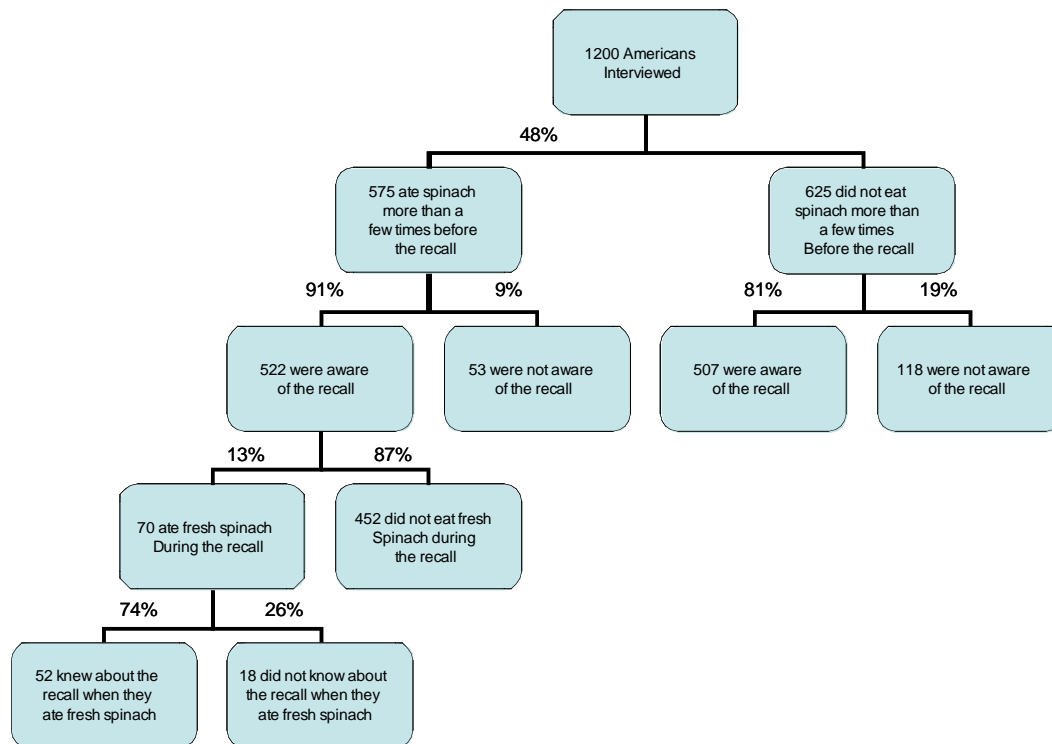 1200 Americans
Interviewed
48%
575 ate spinach
more than a
few times before
the recall
625 did not eat
spinach more than
a few times
Before the recall
91%
9%
81%
19%
522 were aware
of the recall
53 were not aware
of the recall
507 were aware
of the recall
118 were not aware
of the recall
13%
87%
70 ate fresh spinach
During the recall
452 did not eat fresh
Spinach during
the recall
74%
26%
52 knew about the
recall when they
ate fresh spinach
18 did not know about
the recall when they
ate fresh spinach